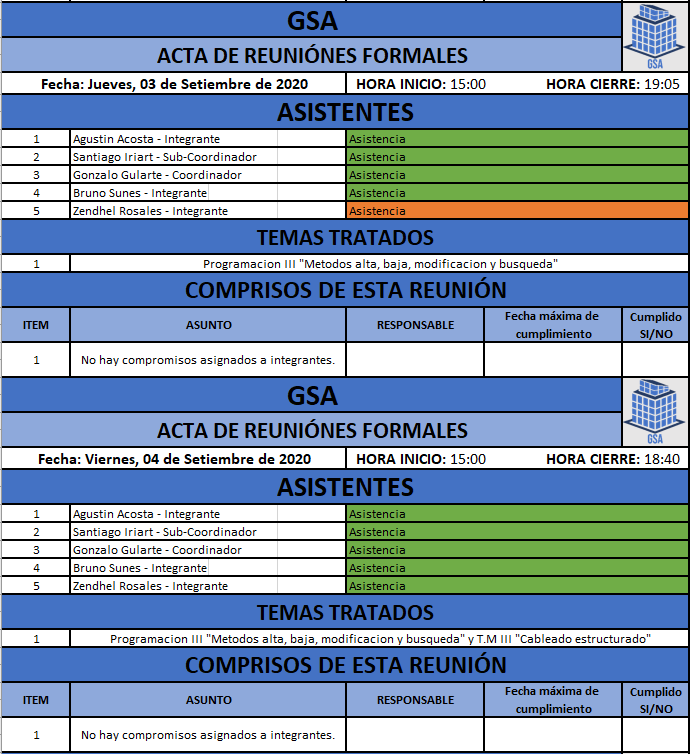 GSA
ACTA DE REUNIÓNES FORMALES
GSA
Fecha: Jueves, 03 de Setiembre de 2020 HORA INICIO: 15:00 HORA CIERRE: 19:05
ASISTENTES
1 Agustin Acosta - Integrante Asistencia
2 Santiago Iriart - Sub-Coordinador Asistencia
3 Gonzalo Gularte - Coordinador Asistencia
4 Bruno Sunes - Integrante Asistencia
5 Zendhel Rosales - Integrante Asistencia
TEMAS TRATADOS
1 Programacion III "Metodos alta, baja, modificacion y busqueda"
COMPRISOS DE ESTA REUNIÓN
ITEM ASUNTO RESPONSABLE Fecha máxima de cumplimiento Cumplido SI/NO
1 No hay compromisos asignados a integrantes.
GSA
ACTA DE REUNIÓNES FORMALES
GSA
Fecha: Viernes, 04 de Setiembre de 2020 HORA INICIO: 15:00 HORA CIERRE: 18:40
ASISTENTES
1 Agustin Acosta - Integrante Asistencia
2 Santiago Iriart - Sub-Coordinador Asistencia
3 Gonzalo Gularte - Coordinador Asistencia
4 Bruno Sunes - Integrante Asistencia
5 Zendhel Rosales - Integrante Asistencia
TEMAS TRATADOS
1 Programacion III "Metodos alta, baja, modificacion y busqueda" y T.M III "Cableado estructurado"
COMPRISOS DE ESTA REUNIÓN
ITEM ASUNTO RESPONSABLE Fecha máxima de cumplimiento Cumplido SI/NO
1 No hay compromisos asignados a integrantes.